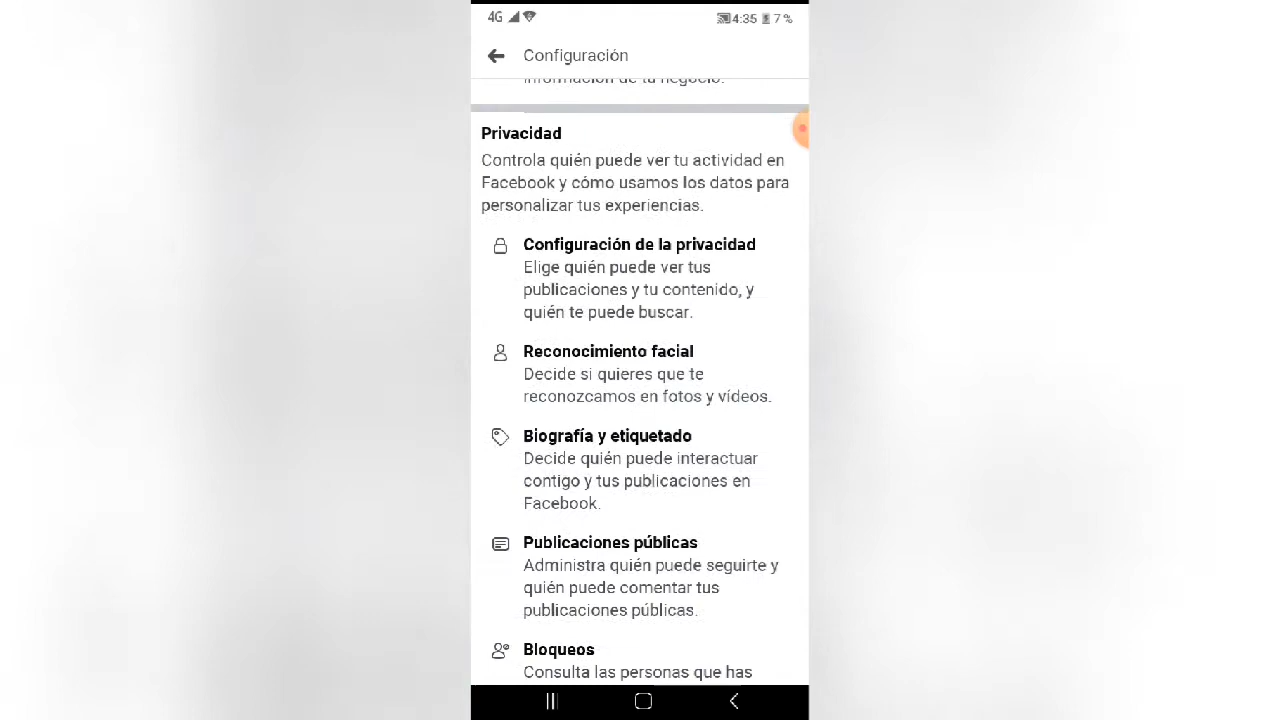 4G 4:35 7 %
Configuración
información de tu negocio.
Privacidad
Controla quién puede ver tu actividad en
Facebook y cómo usamos los datos para
personalizar tus experiencias.
Configuración de la privacidad
Elige quién puede ver tus
publicaciones y tu contenido, y
quién te puede buscar.
Reconocimiento facial
Decide si quieres que te
reconozcamos en fotos y vídeos.
Biografía y etiquetado
Decide quién puede interactuar
contigo y tus publicaciones en
Facebook.
Publicaciones públicas
Administra quién puede seguirte y
quién puede comentar tus
publicaciones públicas.
Bloqueos
Consulta las personas que has